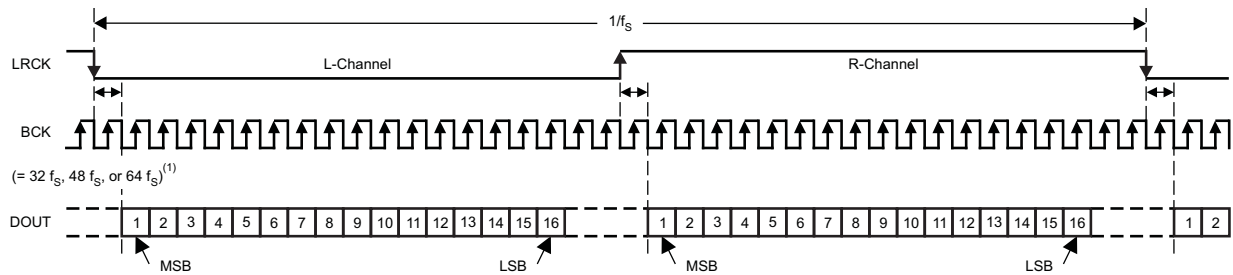 1/fS
LRCK
L-Channel
R-Channel
BCK
(= 32 fS, 48 fS, or 64 fS)(1)
DOUT
1 2 3 4 5 6 7 8 9 10 11 12 13 14 15 16
1 2 3 4 5 6 7 8 9 10 11 12 13 14 15 16
1 2
MSB
LSB
MSB
LSB